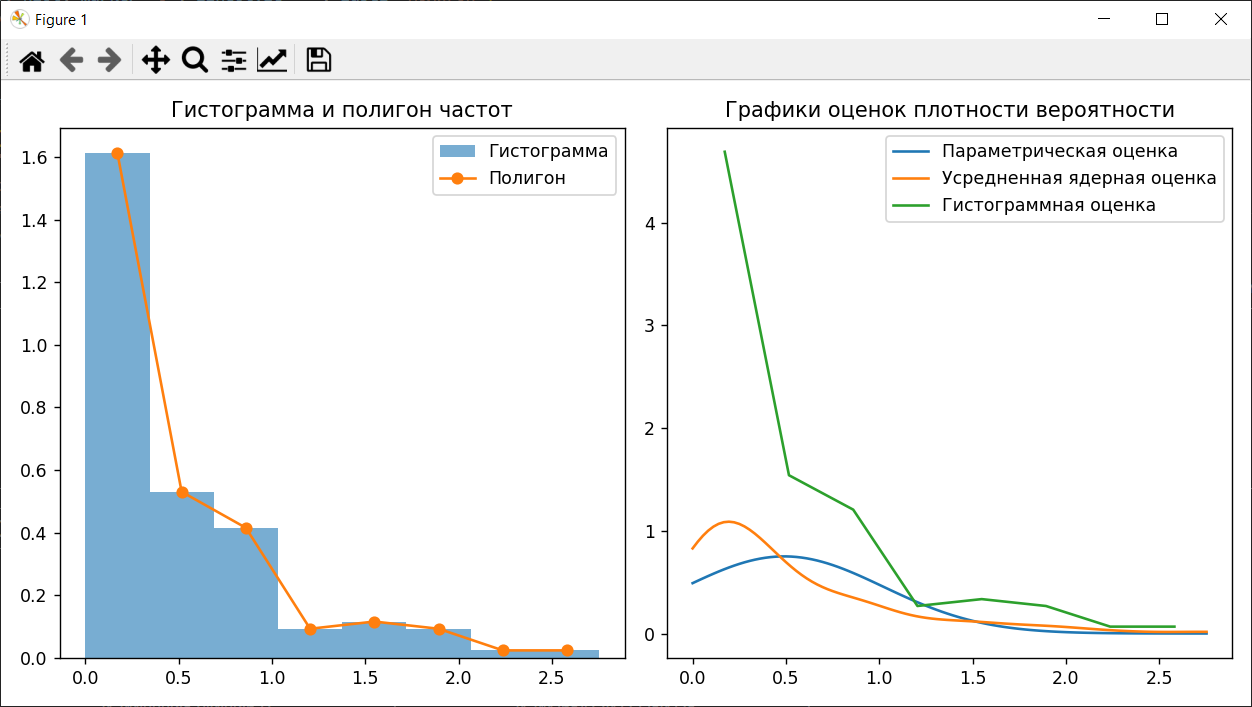 Figure 1
Гистограмма и полигон частот
Гистограмма
Полигон
1.6
1.4
1.2
1.0
0.8
0.6
0.4
0.2
0.0
0.0 0.5 1.0 1.5 2.0 2.5
Графики оценок плотности вероятности
Параметрическая оценка
Усредненная ядерная оценка
Гистограммная оценка
4
3
2
1
0
0.0 0.5 1.0 1.5 2.0 2.5